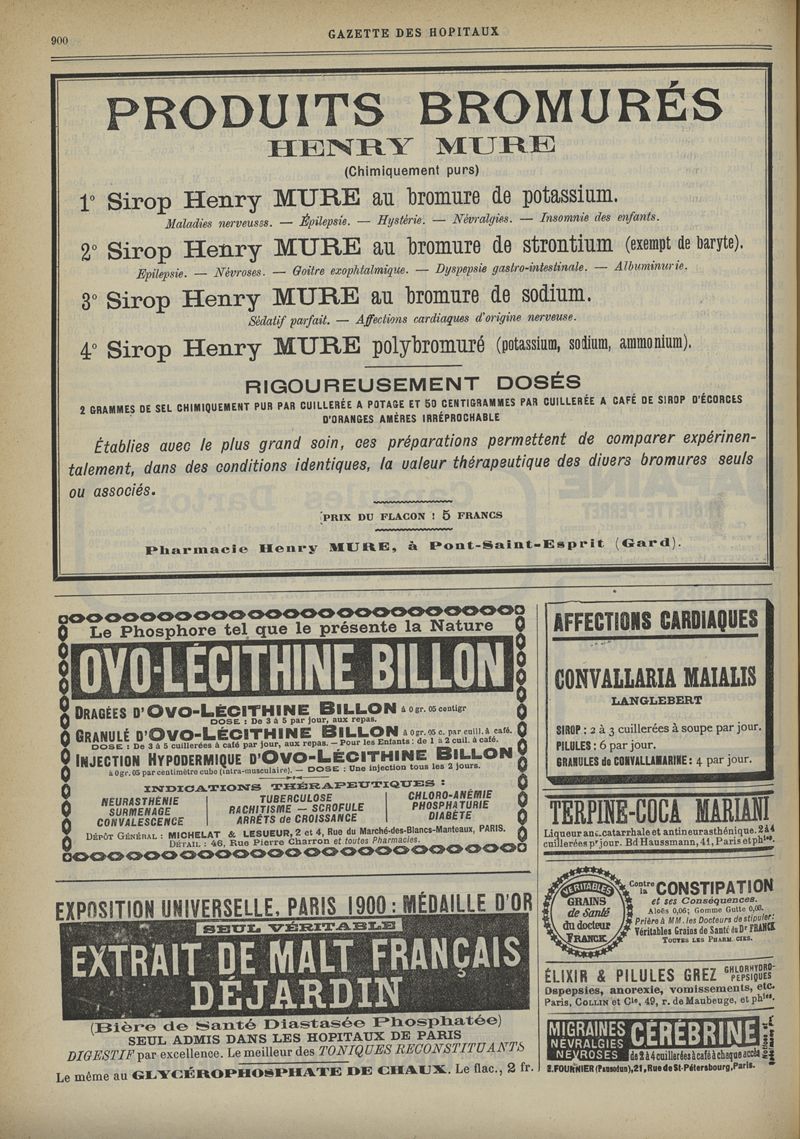 900
GAZETTE DES HOPITAUX
PRODUITS BROMURÉS
HENRY MURE
(Chimiquement purs)
1° Sirop Henry MURE au bromure de potassium.
Maladies nerveuses. — Épilepsie. — Hystérie. — Névralgies. — Insomnie des enfants.
2° Sirop Henry MURE au bromure de strontium (exempt de baryte).
Epilepsie. — Névroses. — Goitre exophtalmique. — Dyspepsie gastro-intestinale. — Albuminurie.
3° Sirop Henry MURE au bromure de sodium.
Sédatif parfait. — Affections cardiaques d'origine nerveuse.
4° Sirop Henry MURE polybromuré (potassium, sodium, ammonium).
RIGOUREUSEMENT DOSÉS
2 GRAMMES DE SEL CHIMIQUEMENT PUR PAR CUILLERÉE A POTAGE ET 50 CENTIGRAMMES PAR CUILLERÉE A CAFÉ DE SIROP D'ÉCORCES
D'ORANGES AMÈRES IRRÉPROCHABLE
Établies avec le plus grand soin, ces préparations permettent de comparer expérinen-
talement, dans des conditions identiques, la valeur thérapeutique des divers bromures seuls
ou associés.
PRIX DU FLACON : 5 FRANCS
Pharmacie Henry MURE, à Pont-Saint-Esprit (Gard).
Le Phosphore tel que le présente la Nature
OVO-LÉCITHINE BILLON
DRAGÉES D'OVO-LÉCITHINE BILLON à 0 gr. 05 centigr
DOSE : De 3 à 5 par jour, aux repas.
GRANULÉ D'OVO-LÉCITHINE BILLON à 0 gr. 05 c. par cuill. à café.
DOSE : De 3 à 5 cuillerées à café par jour, aux repas. — Pour les Enfants : de 1 à 2 cuil. à café.
INJECTION HYPODERMIQUE D'OVO-LÉCITHINE BILLON
à 0 gr. 05 par centimètre cube (intra-musculaire). — DOSE : Une injection tous les 2 jours.
INDICATIONS THÉRAPEUTIQUES :
NEURASTHÉNIE
SURMENAGE
CONVALESCENCE
TUBERCULOSE
RACHITISME — SCROFULE
ARRÊTS de CROISSANCE
CHLORO-ANÉMIE
PHOSPHATURIE
DIABÈTE
DÉPÔT GÉNÉRAL : MICHELAT & LESUEUR, 2 et 4, Rue du Marché-des-Blancs-Manteaux, PARIS.
DÉTAIL : 46, Rue Pierre Charron et toutes Pharmacies.
EXPOSITION UNIVERSELLE, PARIS 1900 : MÉDAILLE D'OR
SEUL VÉRITABLE
EXTRAIT DE MALT FRANÇAIS
DÉJARDIN
(Bière de Santé Diastasée Phosphatée)
SEUL ADMIS DANS LES HOPITAUX DE PARIS
DIGESTIF par excellence. Le meilleur des TONIQUES RECONSTITUANTS
Le même au GLYCÉROPHOSPHATE DE CHAUX. Le flac., 2 fr.
AFFECTIONS CARDIAQUES
CONVALLARIA MAIALIS
LANGLEBERT
SIROP : 2 à 3 cuillerées à soupe par jour.
PILULES : 6 par jour.
GRANULES de CONVALLAMARINE : 4 par jour.
TERPINE-COCA MARIANI
Liqueur anticatarrhale et antineurasthénique. 2 à 4
cuillerées pr jour. Bd Haussmann, 41, Paris et phies.
VÉRITABLES
GRAINS
de Santé
du docteur
FRANCK
Contre la CONSTIPATION
et ses Conséquences.
Aloès 0,06; Gomme Gutte 0,03.
Prière à MM. les Docteurs de stipuler:
Véritables Grains de Santé du Dr FRANCK
TOUTES LES PHARMACIES.
ÉLIXIR & PILULES GREZ CHLORHYDRO-PEPSIQUES
Dspepsies, anorexie, vomissements, etc.
Paris, COLLIN et Cie, 49, r. de Maubeuge, et phies.
MIGRAINES
NÉVRALGIES
NÉVROSES
CÉRÉBRINE
de 2 à 4 cuillerées à café à chaque accès
E. FOURNIER (Pausodun), 21, Rue de St-Pétersbourg, Paris.